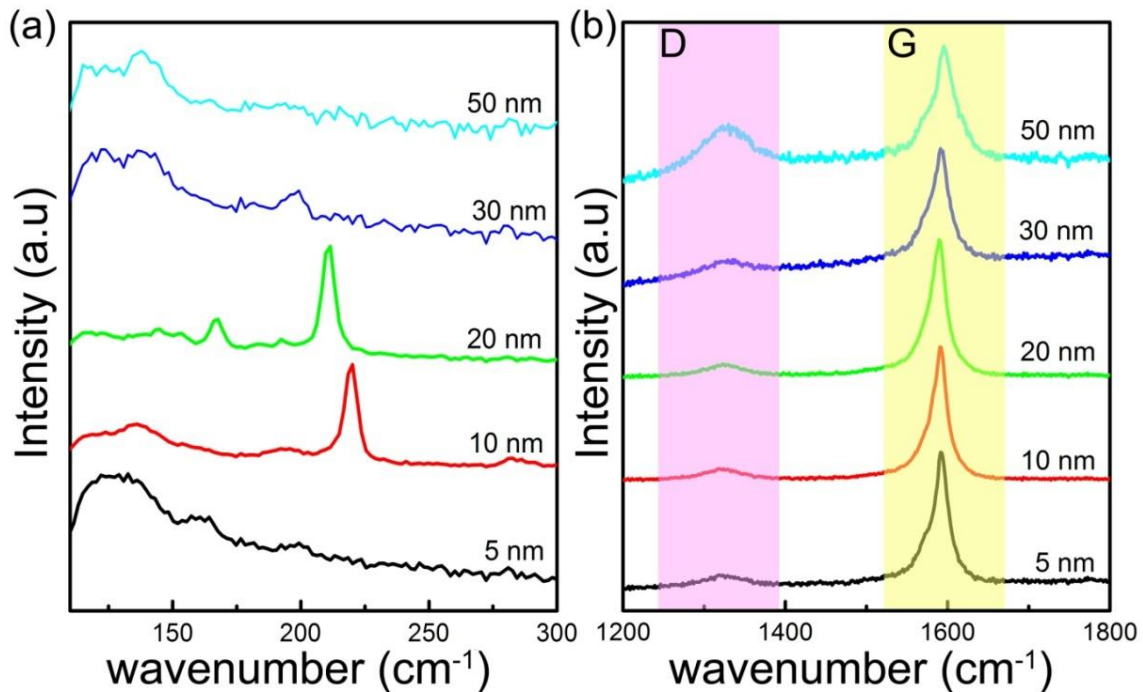 (a)
50 nm
30 nm
20 nm
10 nm
5 nm
Intensity (a.u)
150 200 250 300
wavenumber (cm⁻¹)
(b)
D G
50 nm
30 nm
20 nm
10 nm
5 nm
Intensity (a.u)
1200 1400 1600 1800
wavenumber (cm⁻¹)